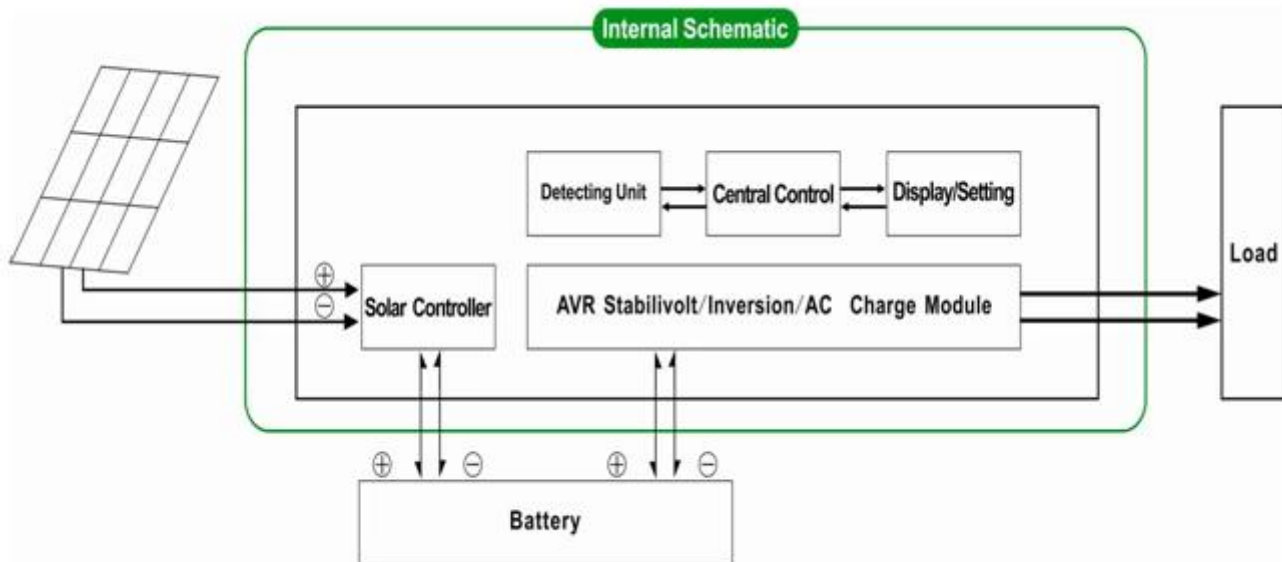 Internal Schematic
Detecting Unit
Central Control
Display/Setting
Load
⊕
⊖
Solar Controller
AVR Stabilivolt/Inversion/AC Charge Module
⊕ ⊖ ⊕ ⊖
Battery